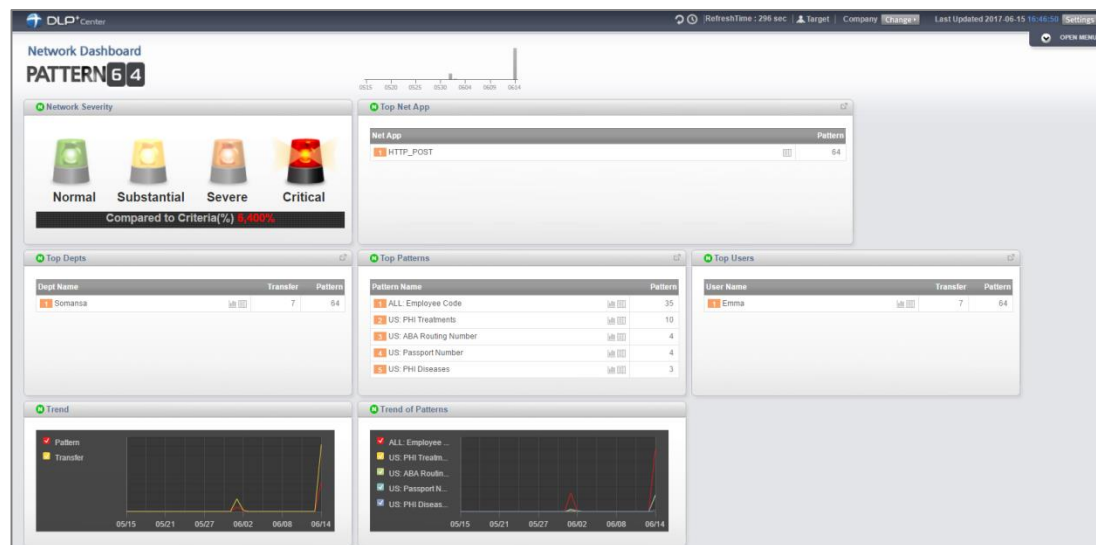 DLP+ Center
RefreshTime : 296 sec | Target | Company Change
Last Updated 2017-06-15 16:46:50 Settings
OPEN MENU
Network Dashboard
PATTERN 64
0515 0520 0525 0530 0604 0609 0614
Network Severity
Normal Substantial Severe Critical
Compared to Criteria(%) 6,400%
Top Net App
Net App Pattern
1 HTTP_POST 64
Top Depts
Dept Name Transfer Pattern
1 Somansa 7 64
Top Patterns
Pattern Name Pattern
1 ALL: Employee Code 35
2 US: PHI Treatments 10
3 US: ABA Routing Number 4
4 US: Passport Number 4
5 US: PHI Diseases 3
Top Users
User Name Transfer Pattern
1 Emma 7 64
Trend
Pattern
Transfer
05/15 05/21 05/27 06/02 06/08 06/14
Trend of Patterns
ALL: Employee ...
US: PHI Treatm...
US: ABA Routin...
US: Passport N...
US: PHI Diseas...
05/15 05/21 05/27 06/02 06/08 06/14